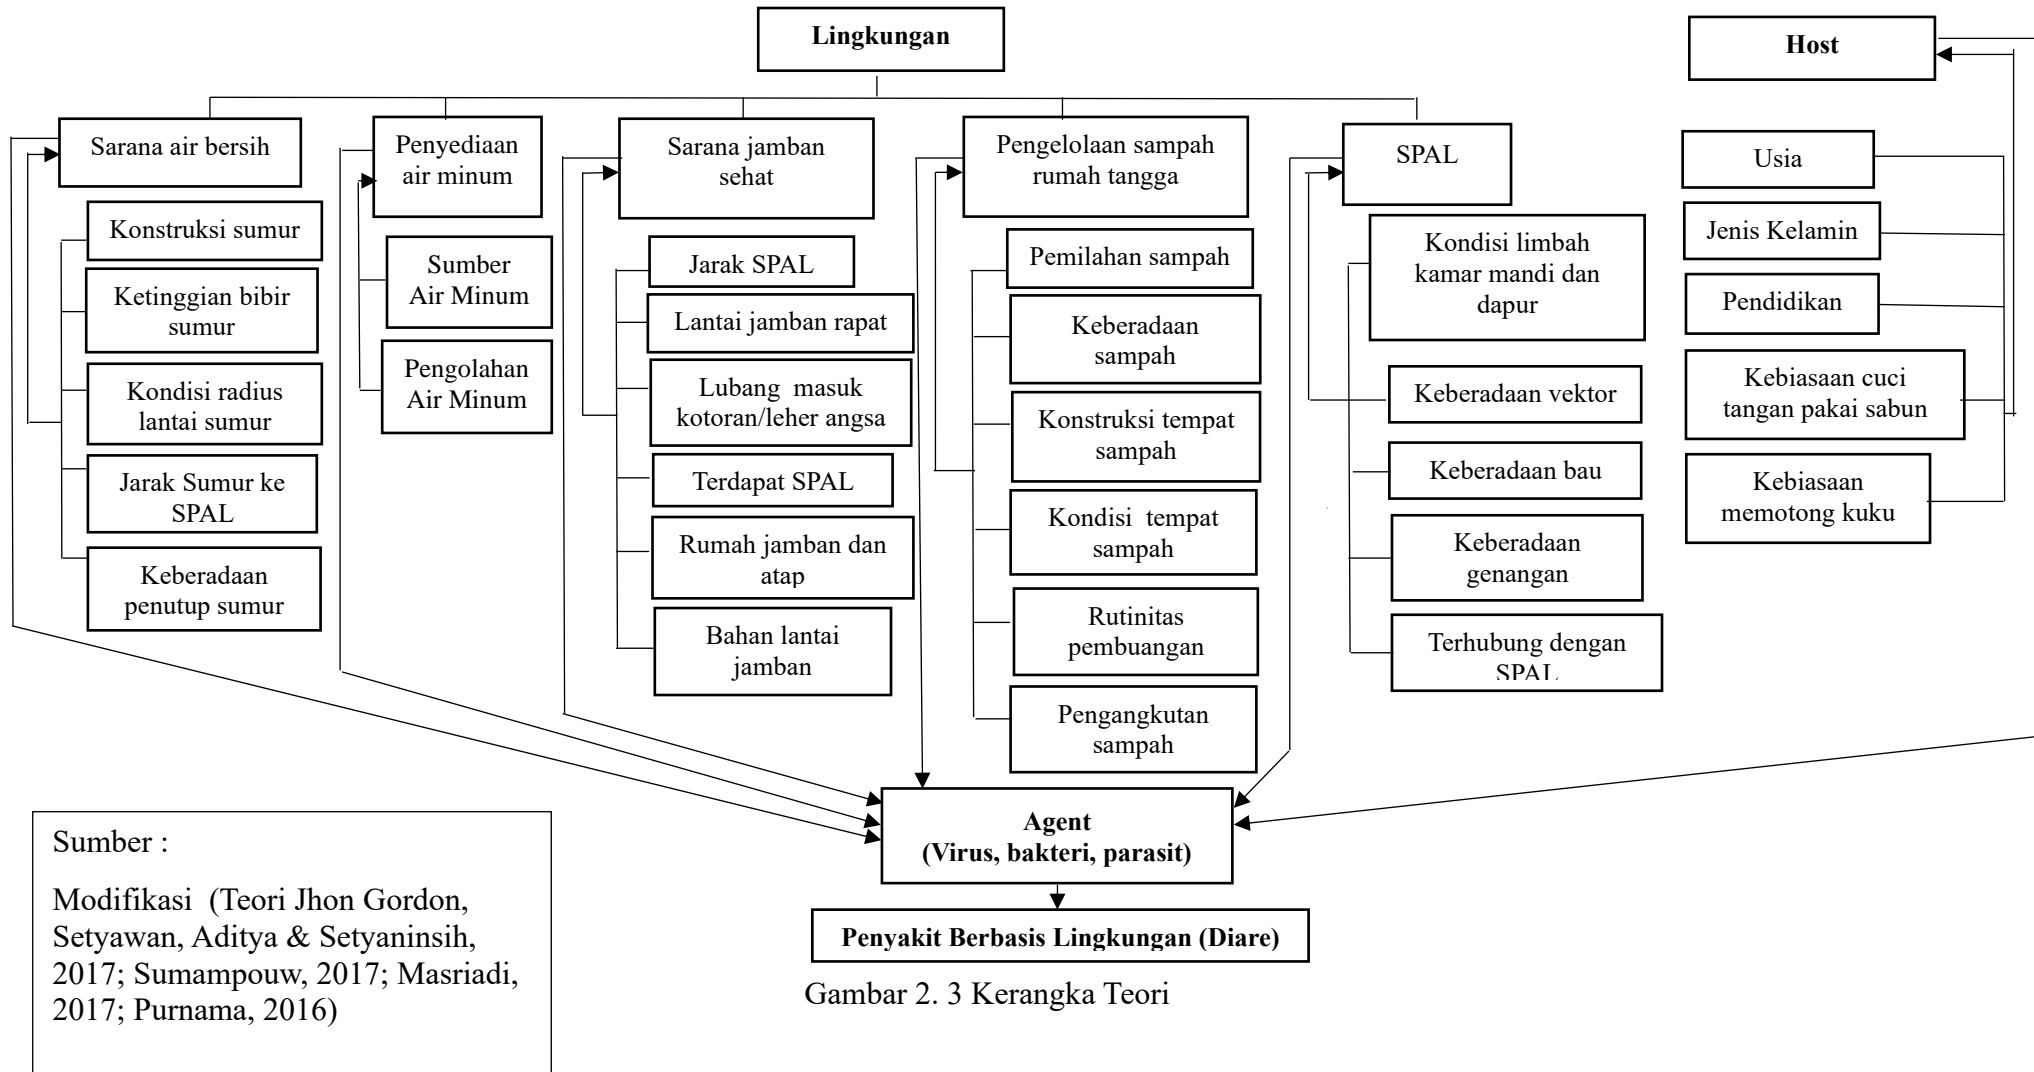 Lingkungan
Host
Sarana air bersih
Konstruksi sumur
Ketinggian bibir
sumur
Kondisi radius
lantai sumur
Jarak Sumur ke
SPAL
Keberadaan
penutup sumur
Penyediaan
air minum
Sumber
Air Minum
Pengolahan
Air Minum
Sarana jamban
sehat
Jarak SPAL
Lantai jamban rapat
Lubang masuk
kotoran/leher angsa
Terdapat SPAL
Rumah jamban dan
atap
Bahan lantai
jamban
Pengelolaan sampah
rumah tangga
Pemilahan sampah
Keberadaan
sampah
Konstruksi tempat
sampah
Kondisi tempat
sampah
Rutinitas
pembuangan
Pengangkutan
sampah
SPAL
Kondisi limbah
kamar mandi dan
dapur
Keberadaan vektor
Keberadaan bau
Keberadaan
genangan
Terhubung dengan
SPAL
Usia
Jenis Kelamin
Pendidikan
Kebiasaan cuci
tangan pakai sabun
Kebiasaan
memotong kuku
Agent
(Virus, bakteri, parasit)
Penyakit Berbasis Lingkungan (Diare)
Sumber :
Modifikasi (Teori Jhon Gordon,
Setyawan, Aditya & Setyaninsih,
2017; Sumampouw, 2017; Masriadi,
2017; Purnama, 2016)
Gambar 2. 3 Kerangka Teori